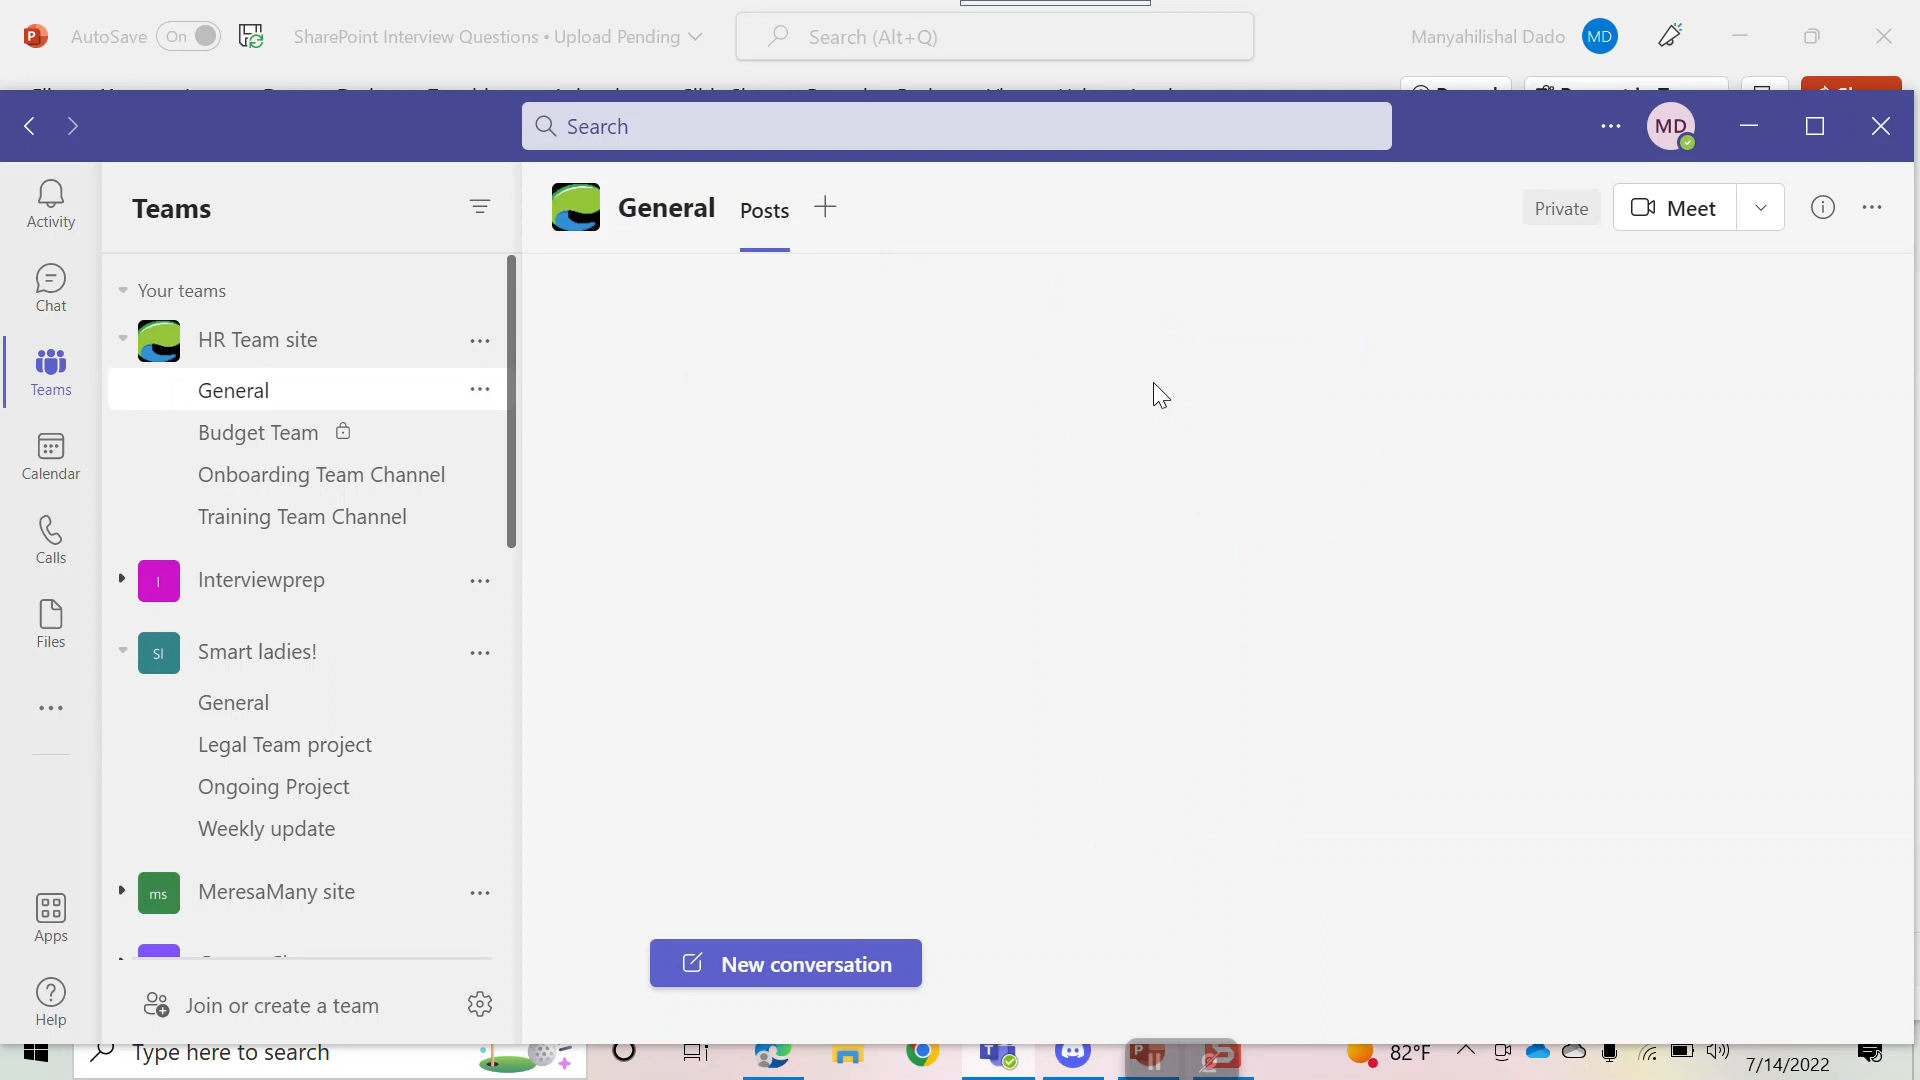 AutoSave On SharePoint Interview Questions • Upload Pending Search (Alt+Q) Manyahilishal Dado MD
Search
MD
Activity
Chat
Teams
Calendar
Calls
Files
Apps
Help
Teams
Your teams
HR Team site
General
Budget Team
Onboarding Team Channel
Training Team Channel
I Interviewprep
Sl Smart ladies!
General
Legal Team project
Ongoing Project
Weekly update
ms MeresaMany site
Join or create a team
General Posts
Private
Meet
New conversation
Type here to search
82°F
7/14/2022